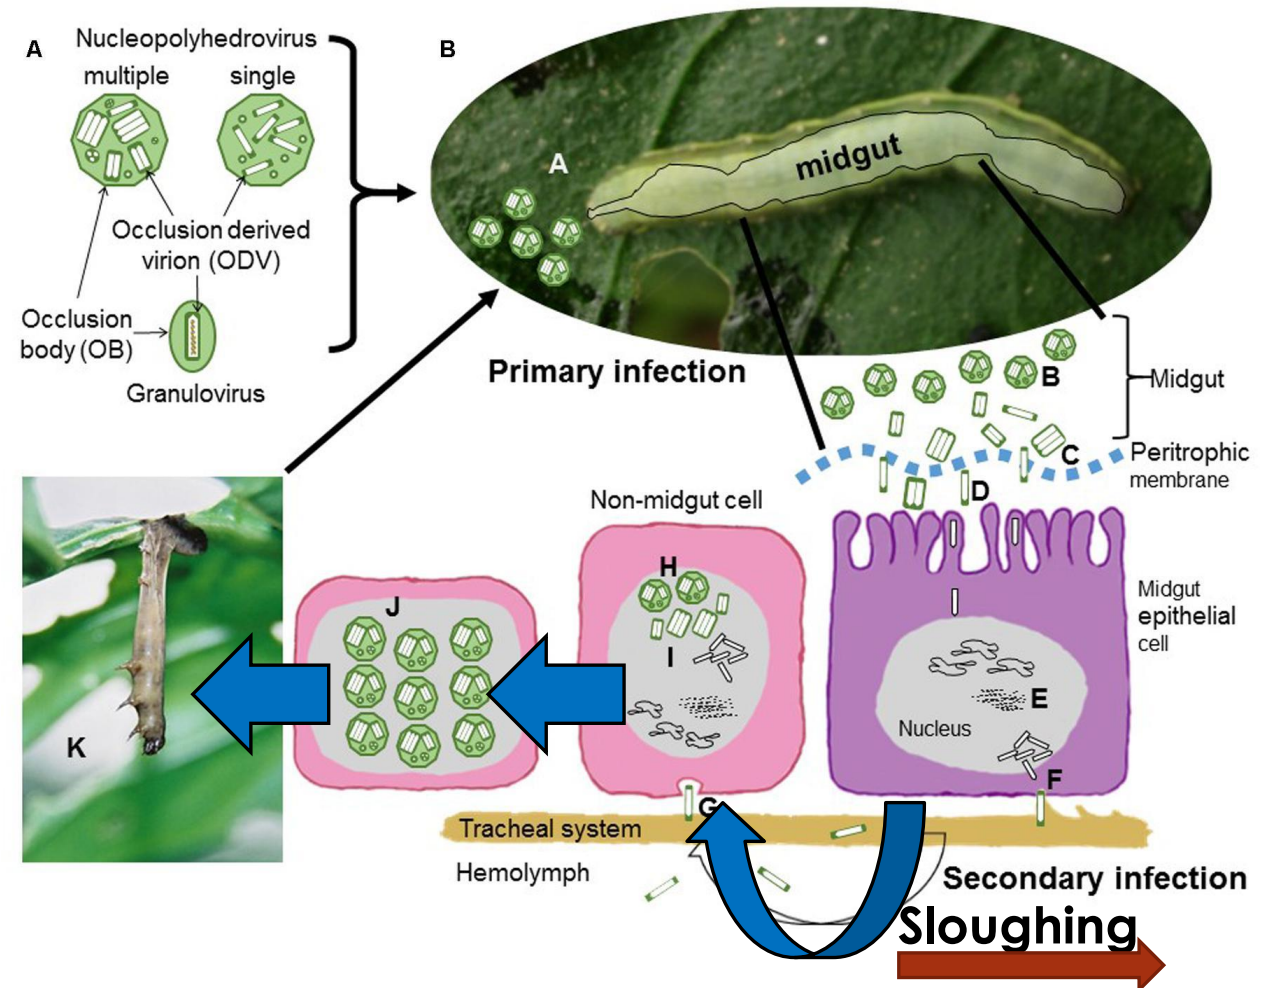 A
Nucleopolyhedrovirus
multiple
single
Occlusion derived
virion (ODV)
Occlusion
body (OB)
Granulovirus
B
A
midgut
Primary infection
B
Midgut
C
Peritrophic
membrane
D
Non-midgut cell
H
I
J
K
Midgut
epithelial
cell
E
Nucleus
F
G
Tracheal system
Hemolymph
Secondary infection
Sloughing